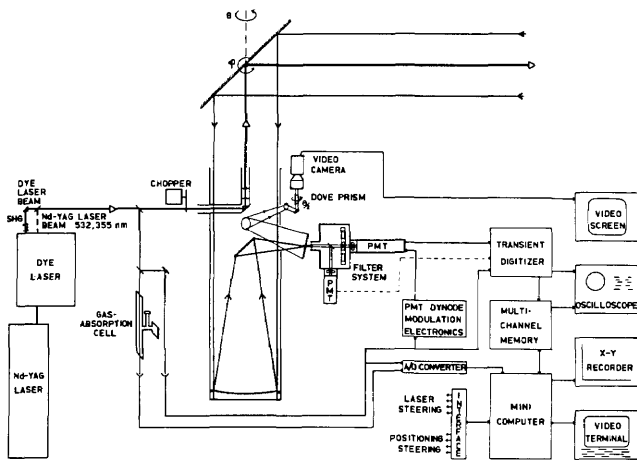 θ
φ
DYE
LASER
BEAM
SHG
Nd-YAG LASER
BEAM 532,355 nm
CHOPPER
VIDEO
CAMERA
DOVE PRISM
θ/2
DYE
LASER
Nd-YAG
LASER
GAS-
ABSORPTION
CELL
PMT
FILTER
SYSTEM
PMT
PMT DYNODE
MODULATION
ELECTRONICS
A/D CONVERTER
LASER
STEERING
POSITIONING
STEERING
INTERFACE
TRANSIENT
DIGITIZER
MULTI-
CHANNEL
MEMORY
MINI
COMPUTER
VIDEO
SCREEN
OSCILLOSCOPE
X-Y
RECORDER
VIDEO
TERMINAL